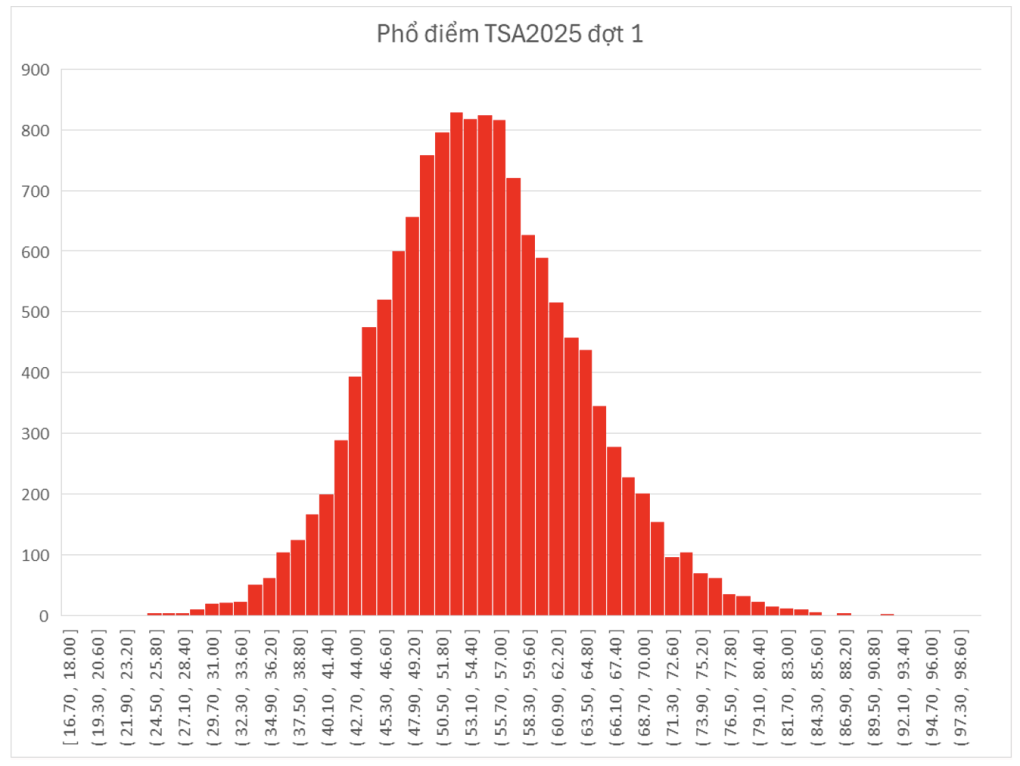 Phổ điểm TSA2025 đợt 1
900
800
700
600
500
400
300
200
100
0
[ 16.70 , 18.00 ]
( 19.30 , 20.60 ]
( 21.90 , 23.20 ]
( 24.50 , 25.80 ]
( 27.10 , 28.40 ]
( 29.70 , 31.00 ]
( 32.30 , 33.60 ]
( 34.90 , 36.20 ]
( 37.50 , 38.80 ]
( 40.10 , 41.40 ]
( 42.70 , 44.00 ]
( 45.30 , 46.60 ]
( 47.90 , 49.20 ]
( 50.50 , 51.80 ]
( 53.10 , 54.40 ]
( 55.70 , 57.00 ]
( 58.30 , 59.60 ]
( 60.90 , 62.20 ]
( 63.50 , 64.80 ]
( 66.10 , 67.40 ]
( 68.70 , 70.00 ]
( 71.30 , 72.60 ]
( 73.90 , 75.20 ]
( 76.50 , 77.80 ]
( 79.10 , 80.40 ]
( 81.70 , 83.00 ]
( 84.30 , 85.60 ]
( 86.90 , 88.20 ]
( 89.50 , 90.80 ]
( 92.10 , 93.40 ]
( 94.70 , 96.00 ]
( 97.30 , 98.60 ]